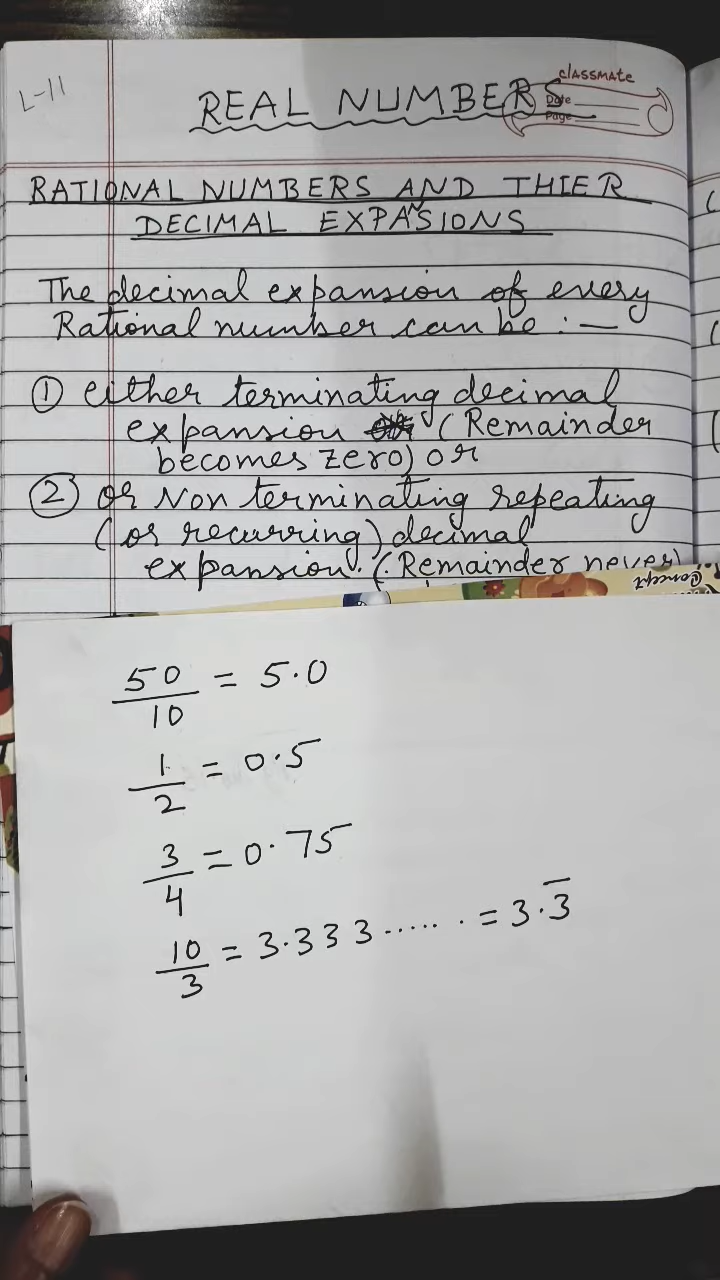 L-11
classmate
Date
Page
REAL NUMBERS
RATIONAL NUMBERS AND THIER
DECIMAL EXPANSIONS
The decimal expansion of every
Rational number can be : —
① either terminating decimal
expansion (Remainder
becomes zero) or
② or Non terminating repeating
(or recurring) decimal
expansion. (Remainder never)
Concept
50/10 = 5.0
1/2 = 0.5
3/4 = 0.75
10/3 = 3.333...... = 3.3̅